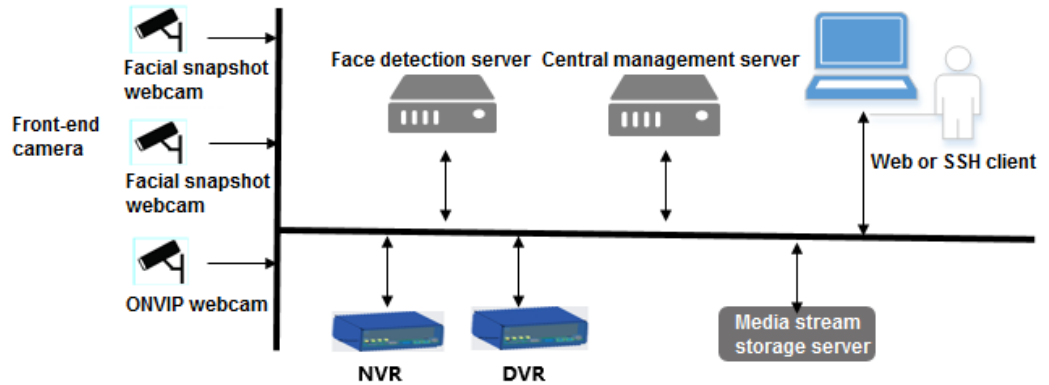 Facial snapshot
webcam
Front-end
camera
Facial snapshot
webcam
ONVIP webcam
Face detection server
Central management server
Web or SSH client
NVR
DVR
Media stream
storage server